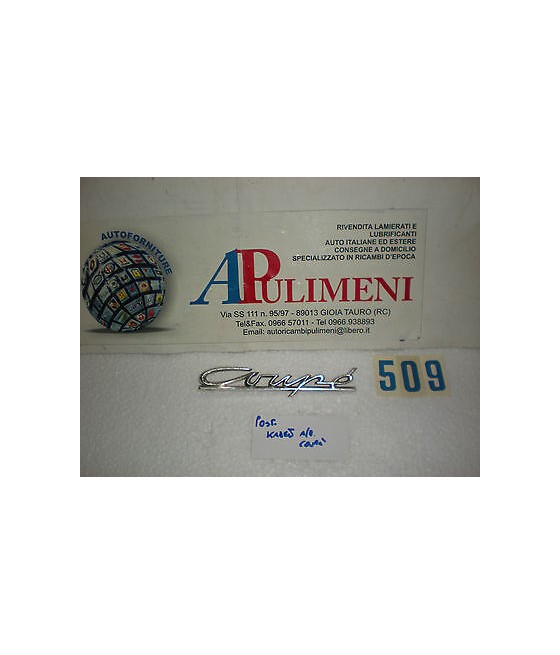 AUTOFORNITURE
RIVENDITA LAMIERATI E
LUBRIFICANTI
AUTO ITALIANE ED ESTERE
CONSEGNE A DOMICILIO
SPECIALIZZATO IN RICAMBI D'EPOCA
APULIMENI
Via SS 111 n. 95/97 - 89013 GIOIA TAURO (RC)
Tel&Fax. 0966 57011 - Tel 0966.938893
Email: autoricambipulimeni@libero.it
Coupé
509
POST.
KADET A/B
COUPÈ